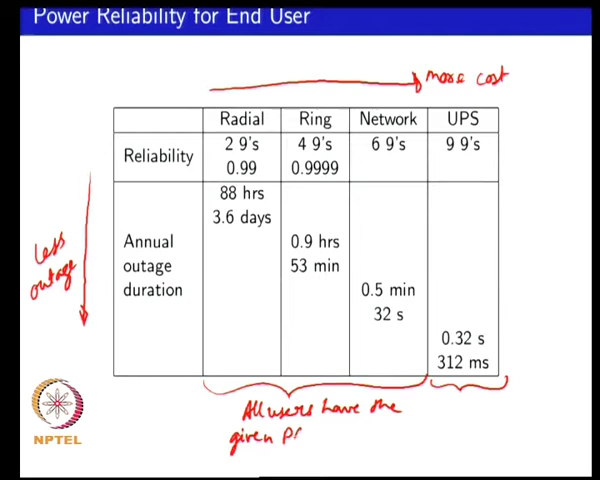 Power Reliability for End User
more cost
Radial Ring Network UPS
Reliability
2 9's 4 9's 6 9's 9 9's
0.99 0.9999
less
outage
88 hrs
3.6 days
Annual
outage
duration
0.9 hrs
53 min
0.5 min
32 s
0.32 s
312 ms
All users have the
given
NPTEL